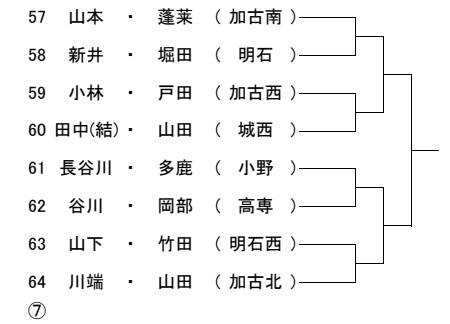 57 山本 ・ 蓬莱 ( 加古南 )
58 新井 ・ 堀田 ( 明石 )
59 小林 ・ 戸田 ( 加古西 )
60 田中(結) ・ 山田 ( 城西 )
61 長谷川 ・ 多鹿 ( 小野 )
62 谷川 ・ 岡部 ( 高専 )
63 山下 ・ 竹田 ( 明石西 )
64 川端 ・ 山田 ( 加古北 )
⑦